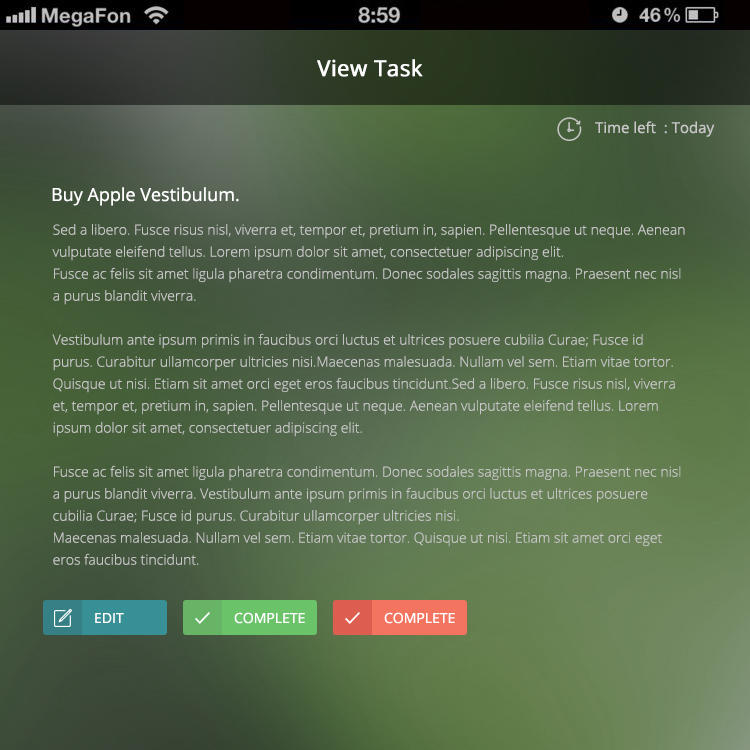 MegaFon 8:59 46%
View Task
Time left : Today
Buy Apple Vestibulum.
Sed a libero. Fusce risus nisl, viverra et, tempor et, pretium in, sapien. Pellentesque ut neque. Aenean
vulputate eleifend tellus. Lorem ipsum dolor sit amet, consectetuer adipiscing elit.
Fusce ac felis sit amet ligula pharetra condimentum. Donec sodales sagittis magna. Praesent nec nisl
a purus blandit viverra.
Vestibulum ante ipsum primis in faucibus orci luctus et ultrices posuere cubilia Curae; Fusce id
purus. Curabitur ullamcorper ultricies nisi.Maecenas malesuada. Nullam vel sem. Etiam vitae tortor.
Quisque ut nisi. Etiam sit amet orci eget eros faucibus tincidunt.Sed a libero. Fusce risus nisl, viverra
et, tempor et, pretium in, sapien. Pellentesque ut neque. Aenean vulputate eleifend tellus. Lorem
ipsum dolor sit amet, consectetuer adipiscing elit.
Fusce ac felis sit amet ligula pharetra condimentum. Donec sodales sagittis magna. Praesent nec nisl
a purus blandit viverra. Vestibulum ante ipsum primis in faucibus orci luctus et ultrices posuere
cubilia Curae; Fusce id purus. Curabitur ullamcorper ultricies nisi.
Maecenas malesuada. Nullam vel sem. Etiam vitae tortor. Quisque ut nisi. Etiam sit amet orci eget
eros faucibus tincidunt.
EDIT COMPLETE COMPLETE